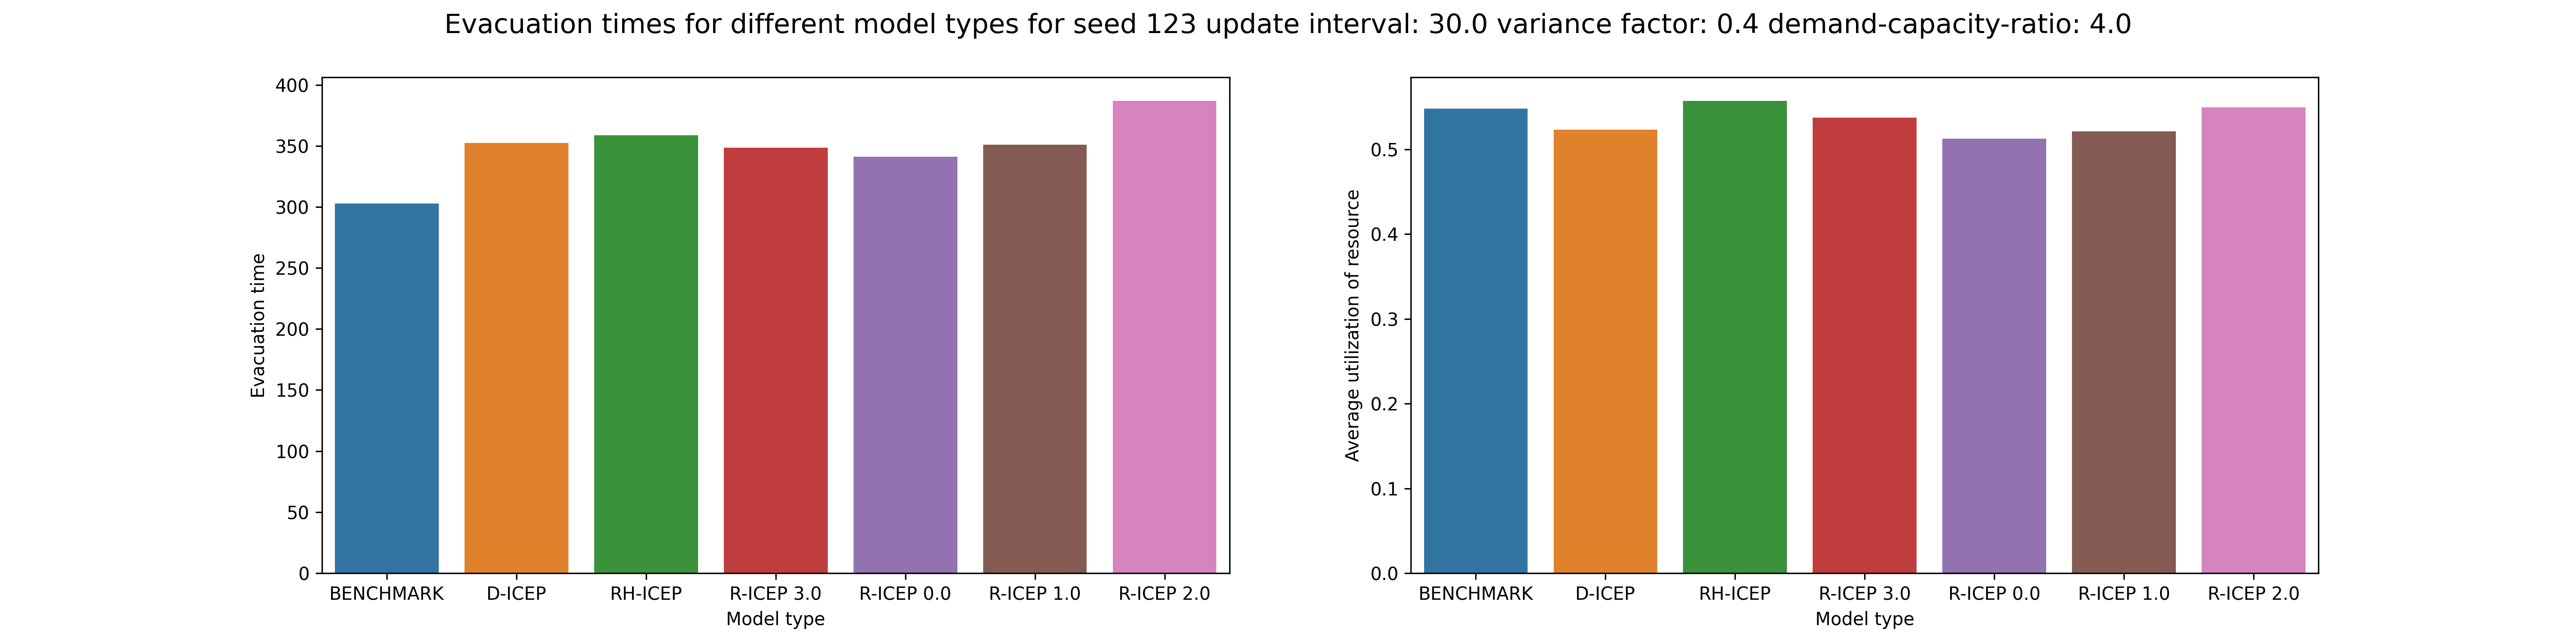 Evacuation times for different model types for seed 123 update interval: 30.0 variance factor: 0.4 demand-capacity-ratio: 4.0
Evacuation time
400
350
300
250
200
150
100
50
0
BENCHMARK D-ICEP RH-ICEP R-ICEP 3.0 R-ICEP 0.0 R-ICEP 1.0 R-ICEP 2.0
Model type
Average utilization of resource
0.5
0.4
0.3
0.2
0.1
0.0
BENCHMARK D-ICEP RH-ICEP R-ICEP 3.0 R-ICEP 0.0 R-ICEP 1.0 R-ICEP 2.0
Model type